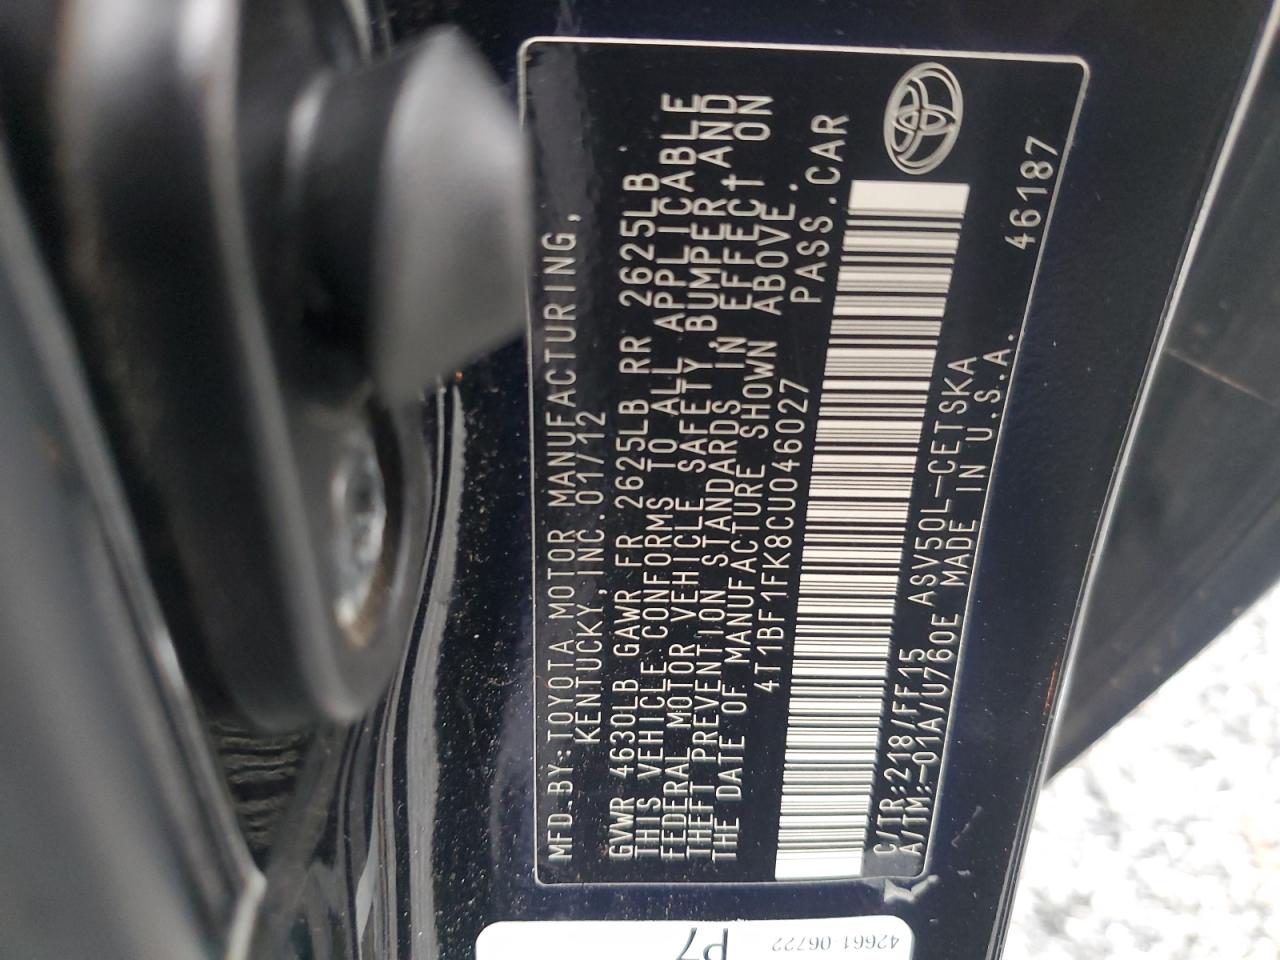 MFD.BY:TOYOTA MOTOR MANUFACTURING,
KENTUCKY, INC.01/12
GVWR 4630LB GAWR FR 2625LB RR 2625LB
THIS VEHICLE CONFORMS TO ALL APPLICABLE
FEDERAL MOTOR VEHICLE SAFETY,BUMPER AND
THEFT PREVENTION STANDARDS IN EFFECT ON
THE DATE OF MANUFACTURE SHOWN ABOVE.
4T1BF1FK8CU046027 PASS.CAR
C/TR:218/FF15
A/TM:-01A/U760E ASV50L-CETSKA
MADE IN U.S.A.
46187
P7
42661-06722